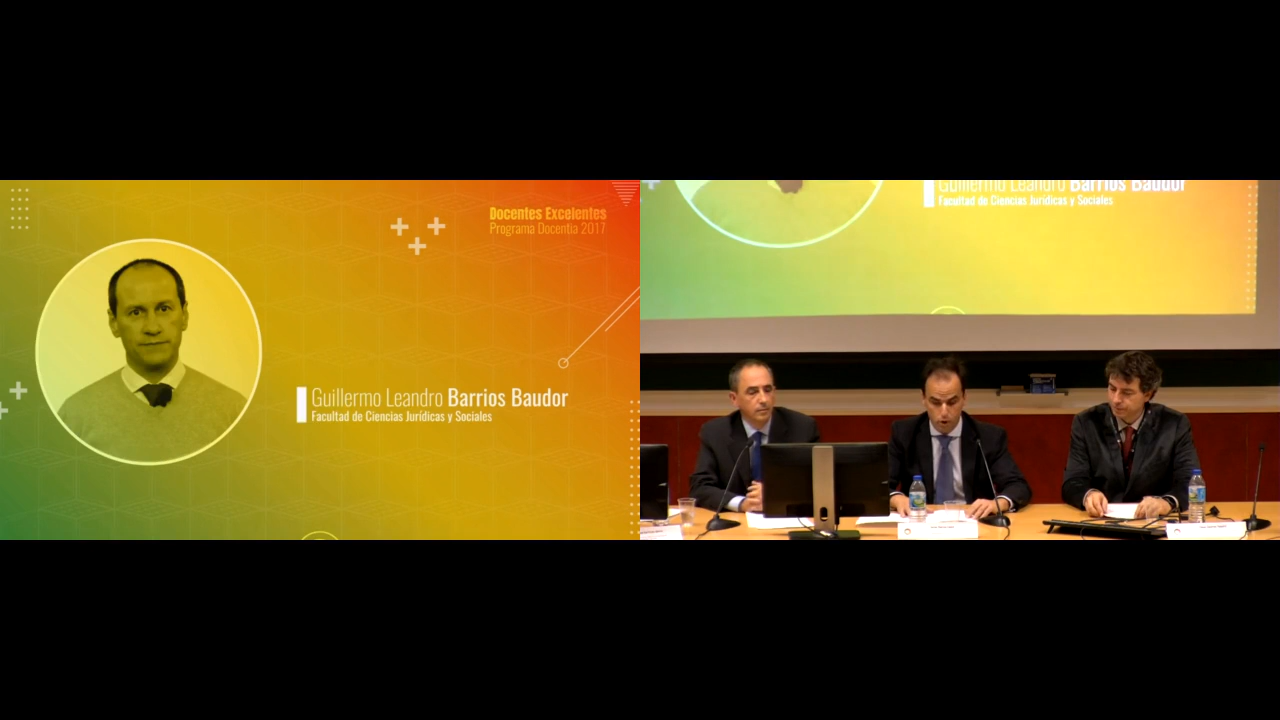 Docentes Excelentes
Programa Docentia 2017
Guillermo Leandro Barrios Baudor
Facultad de Ciencias Jurídicas y Sociales
Guillermo Leandro Barrios Baudor
Facultad de Ciencias Jurídicas y Sociales